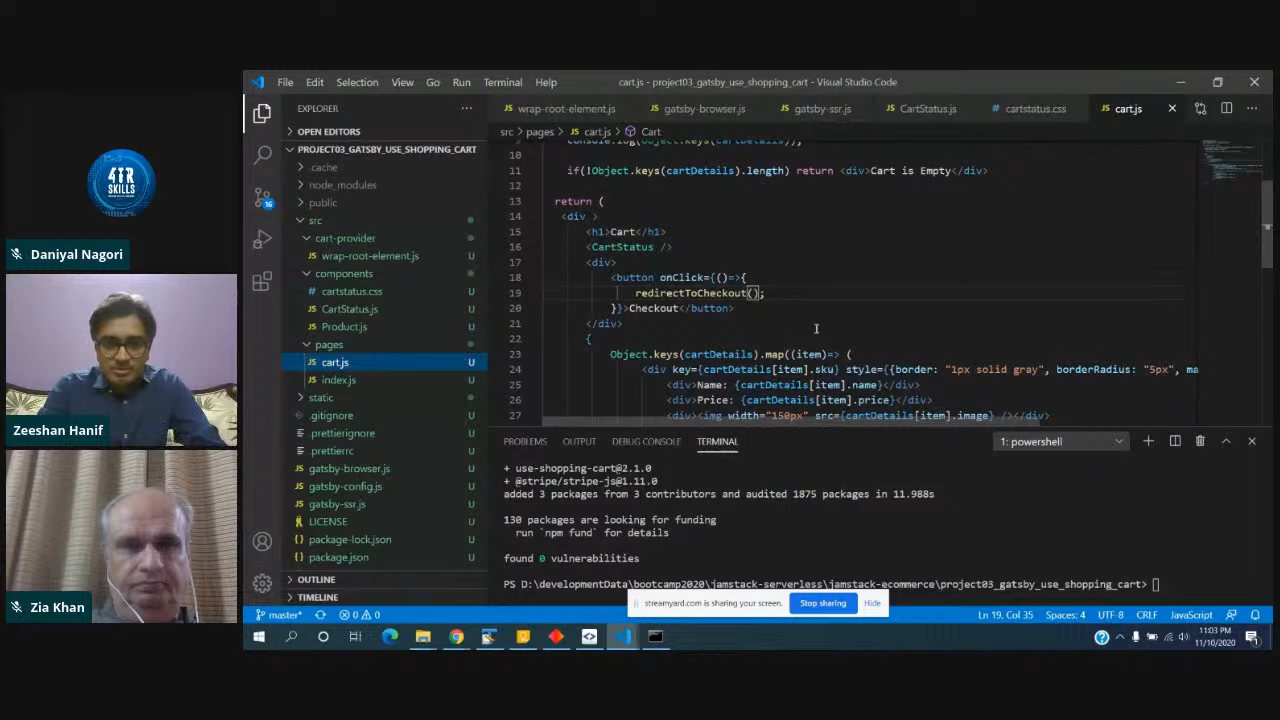 File Edit Selection View Go Run Terminal Help
cart.js - project03_gatsby_use_shopping_cart - Visual Studio Code
EXPLORER
wrap-root-element.js
gatsby-browser.js
gatsby-ssr.js
CartStatus.js
cartstatus.css
cart.js
OPEN EDITORS
PROJECT03_GATSBY_USE_SHOPPING_CART
.cache
node_modules
public
src
cart-provider
wrap-root-element.js U
components
cartstatus.css U
CartStatus.js U
Product.js U
pages
cart.js U
index.js U
static
.gitignore U
.prettierignore U
.prettierrc U
gatsby-browser.js U
gatsby-config.js U
gatsby-ssr.js U
LICENSE U
package-lock.json U
package.json U
OUTLINE
TIMELINE
16
src > pages > cart.js > Cart
9 console.log(Object.keys(cartDetails));
10
11 if(!Object.keys(cartDetails).length) return <div>Cart is Empty</div>
12
13 return (
14 <div >
15 <h1>Cart</h1>
16 <CartStatus />
17 <div>
18 <button onClick={()=>{
19 redirectToCheckout();
20 }}>Checkout</button>
21 </div>
22 {
23 Object.keys(cartDetails).map((item)=> (
24 <div key={cartDetails[item].sku} style={{border: "1px solid gray", borderRadius: "5px", ma
25 <div>Name: {cartDetails[item].name}</div>
26 <div>Price: {cartDetails[item].price}</div>
27 <div><img width="150px" src={cartDetails[item].image} /></div>
PROBLEMS OUTPUT DEBUG CONSOLE TERMINAL
1: powershell
+ use-shopping-cart@2.1.0
+ @stripe/stripe-js@1.11.0
added 3 packages from 3 contributors and audited 1875 packages in 11.988s
130 packages are looking for funding
run `npm fund` for details
found 0 vulnerabilities
PS D:\developmentData\bootcamp2020\jamstack-serverless\jamstack-ecommerce\project03_gatsby_use_shopping_cart>
streamyard.com is sharing your screen. Stop sharing Hide
master* 0 0
Ln 19, Col 35 Spaces: 4 UTF-8 CRLF JavaScript
11:03 PM
11/10/2020
4IR
SKILLS
Daniyal Nagori
Zeeshan Hanif
Zia Khan